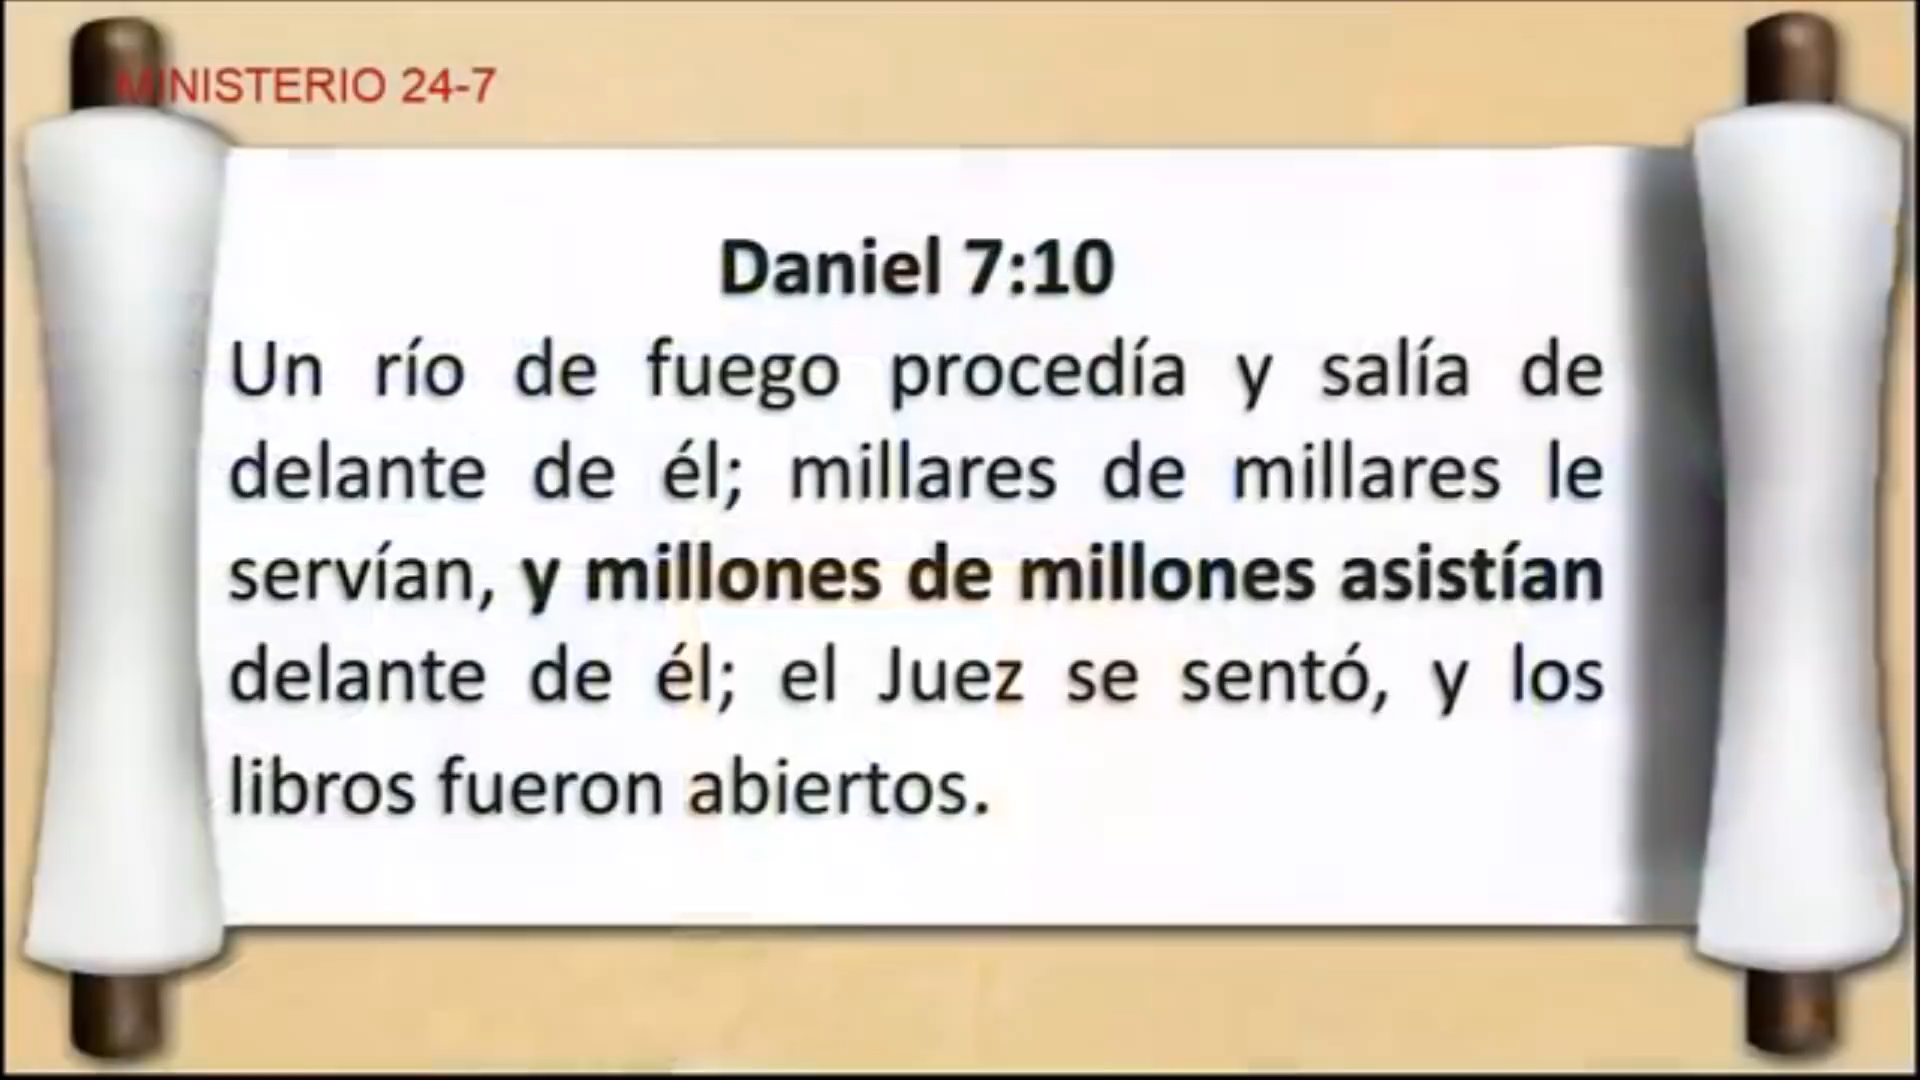 MINISTERIO 24-7
Daniel 7:10
Un río de fuego procedía y salía de
delante de él; millares de millares le
servían, y millones de millones asistían
delante de él; el Juez se sentó, y los
libros fueron abiertos.